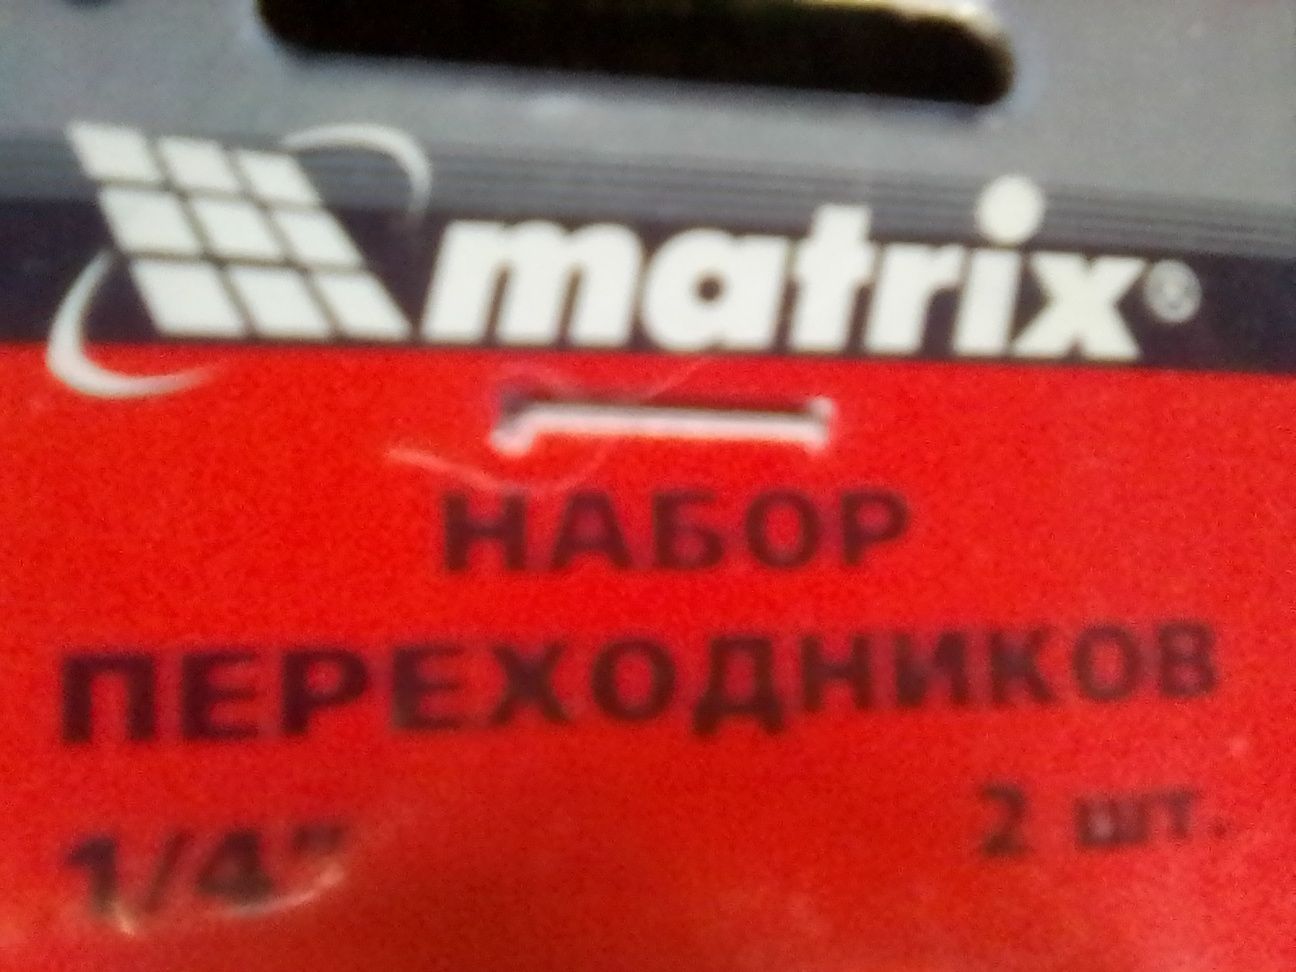 matrix®
НАБОР
ПЕРЕХОДНИКОВ
1/4" 2 шт.